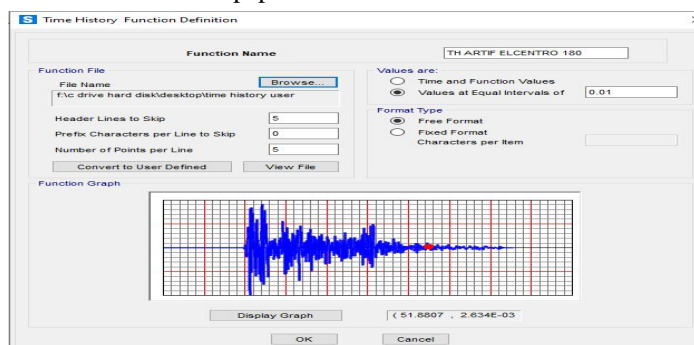 S Time History Function Definition
Function Name
TH ARTIF ELCENTRO 180
Function File
File Name
Browse...
f:\c drive hard disk\desktop\time history user
Header Lines to Skip
5
Prefix Characters per Line to Skip
0
Number of Points per Line
5
Convert to User Defined
View File
Values are:
Time and Function Values
Values at Equal Intervals of
0.01
Format Type
Free Format
Fixed Format
Characters per Item
Function Graph
Display Graph
( 51.8807 , 2.634E-03
OK
Cancel